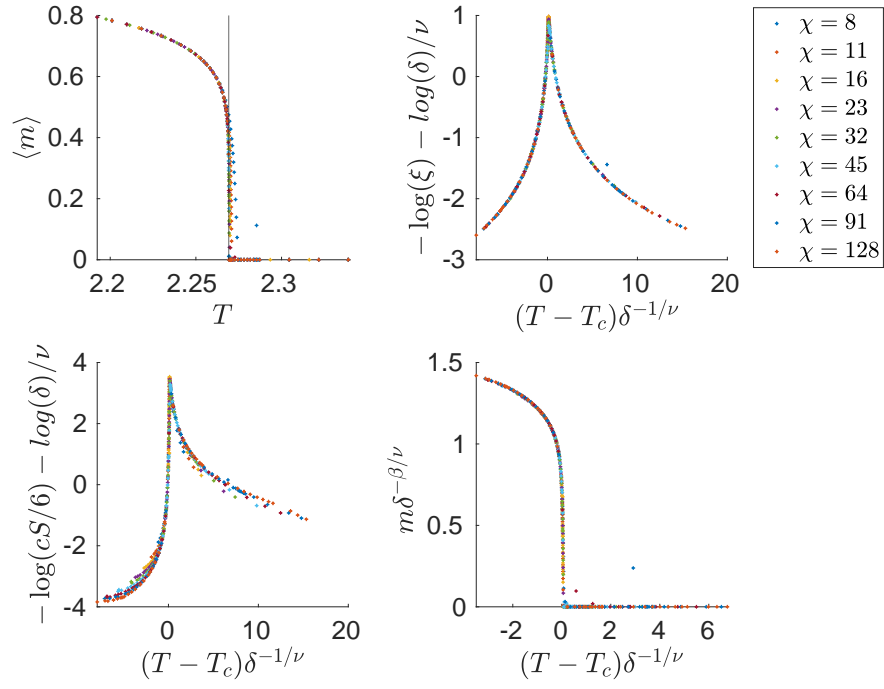 0.8
0.6
0.4
0.2
0
⟨m⟩
2.2
2.25
2.3
T
1
0
-1
-2
-3
− log(ξ) − log(δ)/ν
0
10
20
(T − T_c)δ^{−1/ν}
χ = 8
χ = 11
χ = 16
χ = 23
χ = 32
χ = 45
χ = 64
χ = 91
χ = 128
4
2
0
-2
-4
− log(cS/6) − log(δ)/ν
0
10
20
(T − T_c)δ^{−1/ν}
1.5
1
0.5
0
mδ^{−β/ν}
-2
0
2
4
6
(T − T_c)δ^{−1/ν}